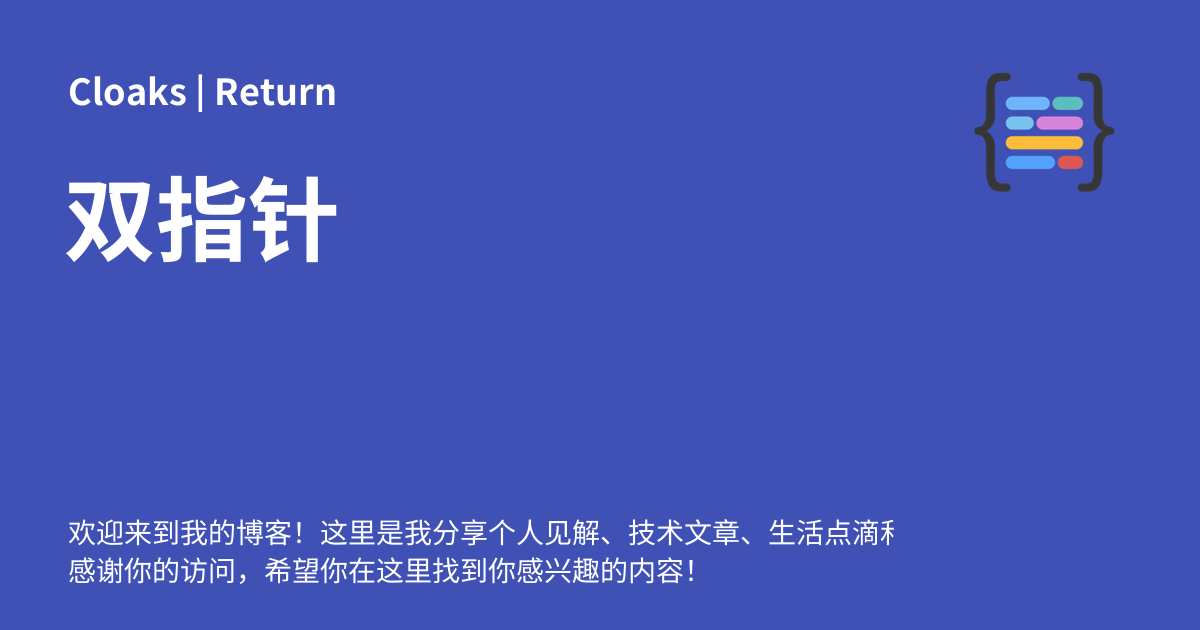 Cloaks | Return
双指针
欢迎来到我的博客！这里是我分享个人见解、技术文章、生活点滴
感谢你的访问，希望你在这里找到你感兴趣的内容！